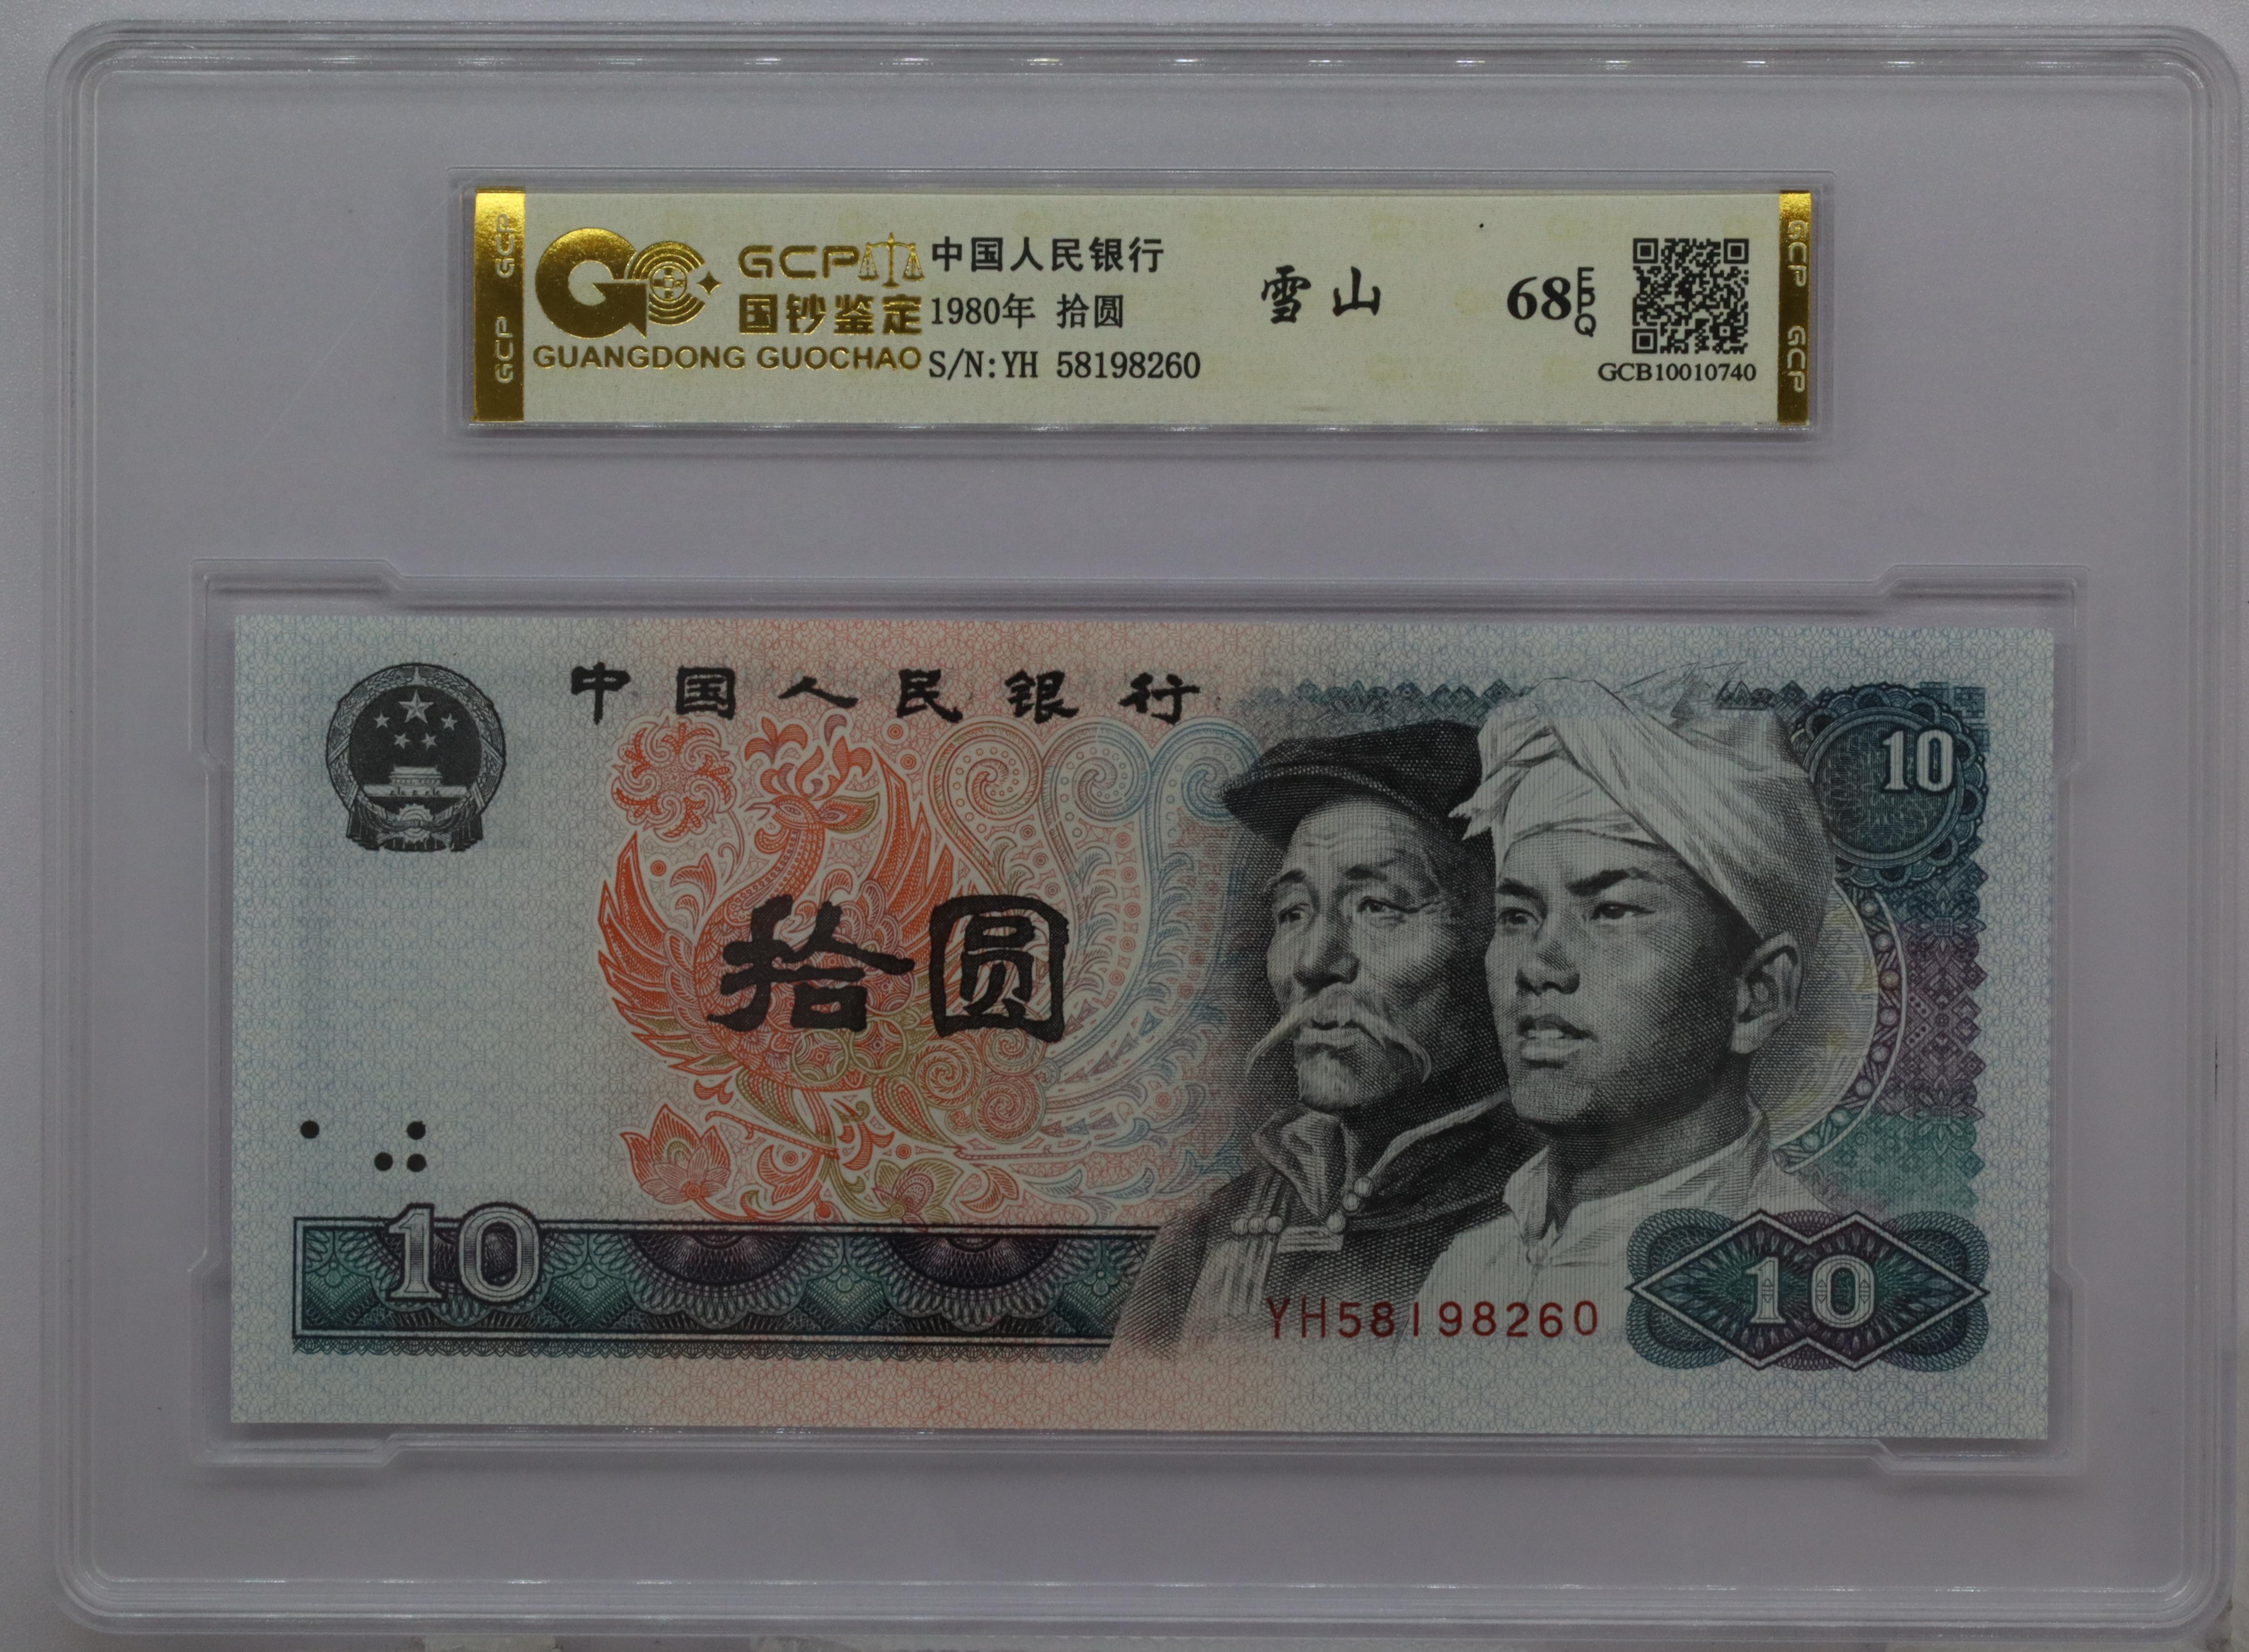 GCP GCP
GCP
国钞鉴定
GUANGDONG GUOCHAO
中国人民银行
1980年 拾圆
S/N:YH 58198260
雪山
68 EPQ
GCB10010740
GCP GCP
中国人民银行
10
拾圆
10
YH58198260
10